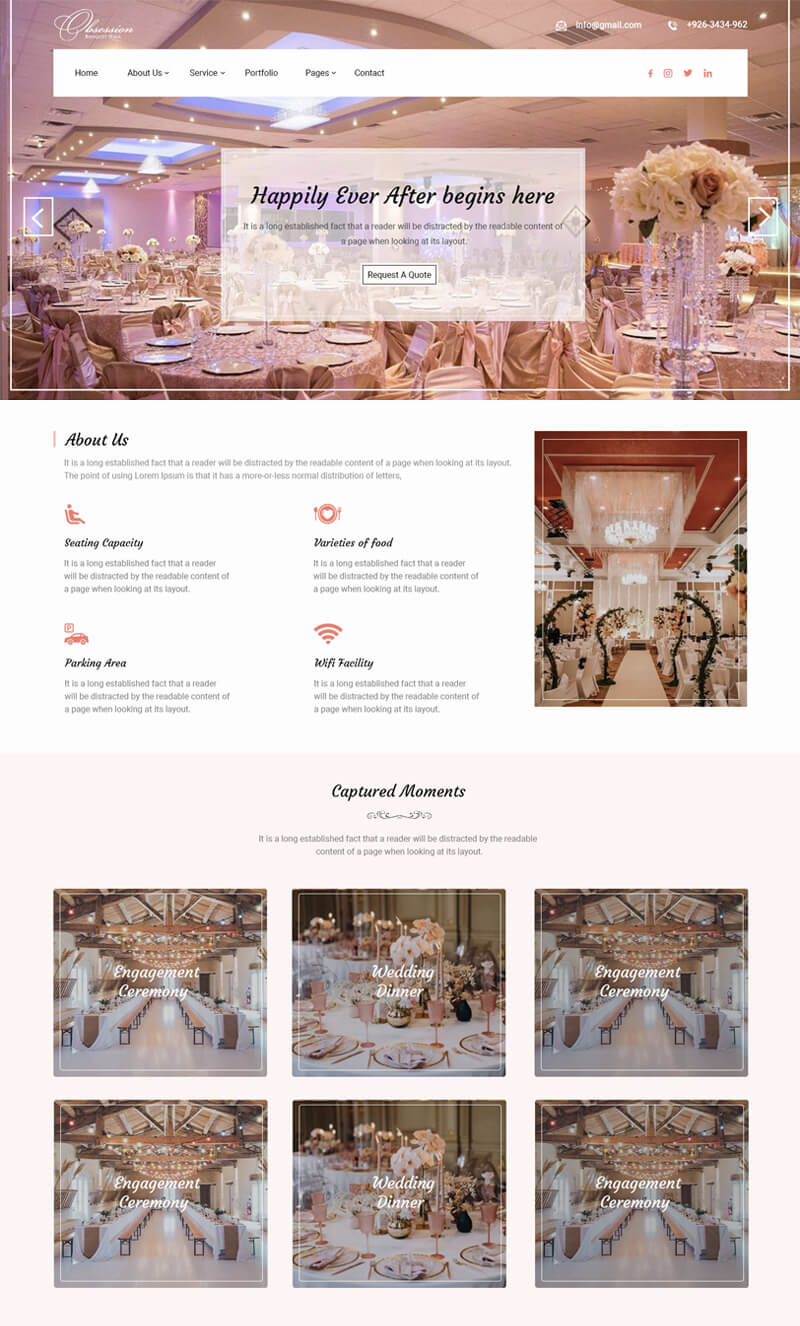 Obsession
BANQUET HALL
info@gmail.com
+926-3434-962
Home
About Us
Service
Portfolio
Pages
Contact
Happily Ever After begins here
It is a long established fact that a reader will be distracted by the readable content of
a page when looking at its layout.
Request A Quote
About Us
It is a long established fact that a reader will be distracted by the readable content of a page when looking at its layout.
The point of using Lorem Ipsum is that it has a more-or-less normal distribution of letters,
Seating Capacity
It is a long established fact that a reader
will be distracted by the readable content of
a page when looking at its layout.
Varieties of food
It is a long established fact that a reader
will be distracted by the readable content of
a page when looking at its layout.
P
Parking Area
It is a long established fact that a reader
will be distracted by the readable content of
a page when looking at its layout.
Wifi Facility
It is a long established fact that a reader
will be distracted by the readable content of
a page when looking at its layout.
Captured Moments
It is a long established fact that a reader will be distracted by the readable
content of a page when looking at its layout.
Engagement
Ceremony
Wedding
Dinner
Engagement
Ceremony
Engagement
Ceremony
Wedding
Dinner
Engagement
Ceremony